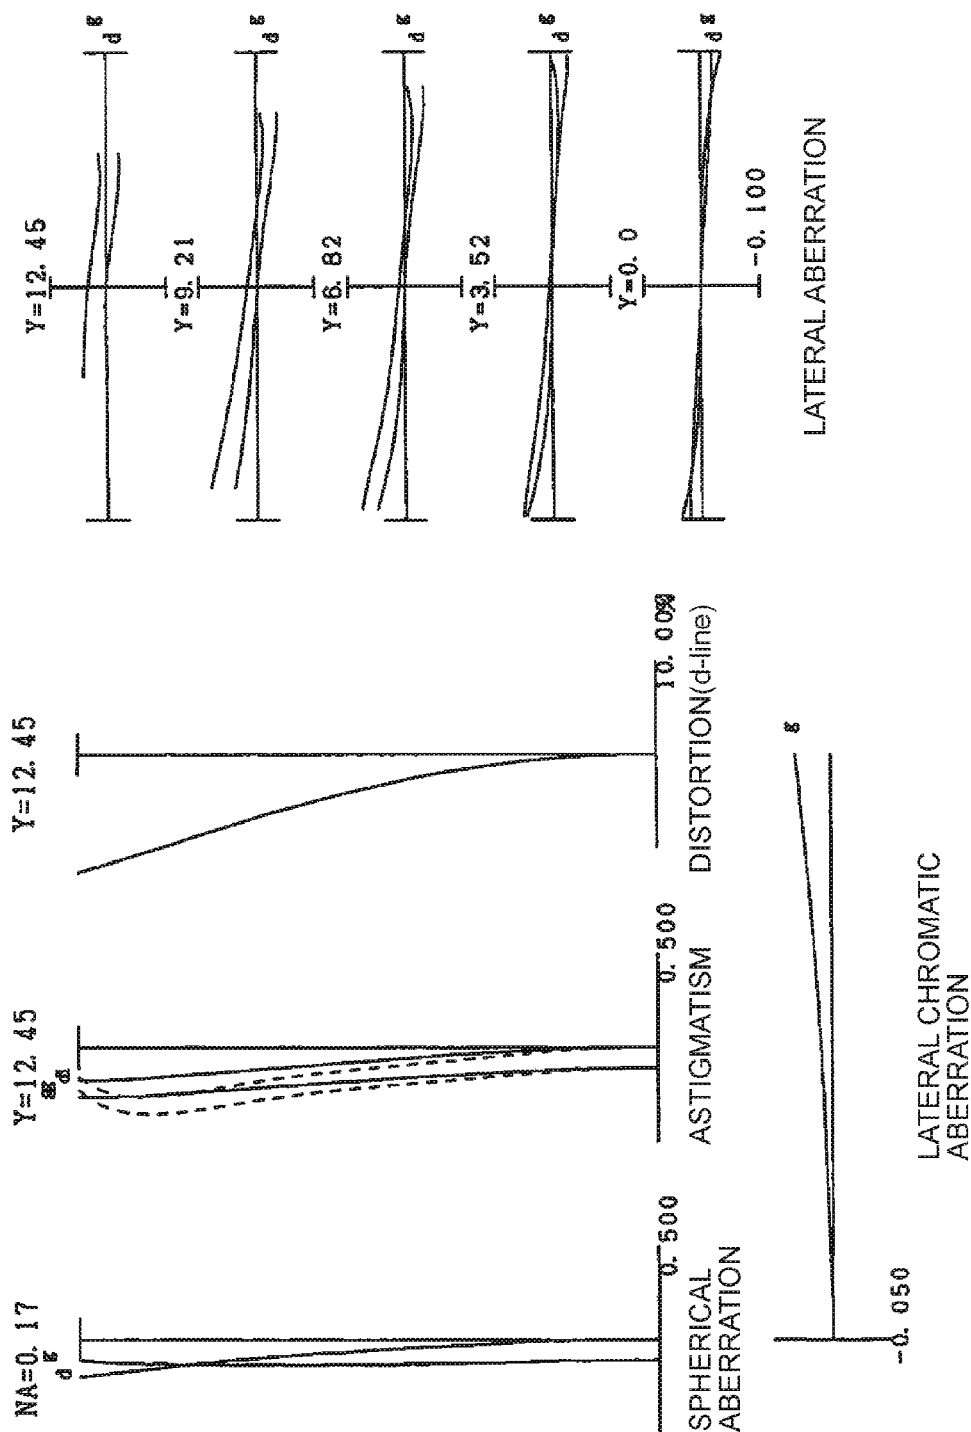 NA=0. 17
g
d
0. 500
SPHERICAL
ABERRATION
Y=12. 45
g
d
0. 500
ASTIGMATISM
Y=12. 45
10. 00%
DISTORTION(d-line)
g
-0. 050
LATERAL CHROMATIC
ABERRATION
Y=12. 45
g
d
Y=9. 21
g
d
Y=6. 82
g
d
Y=3. 52
g
d
Y=0. 0
g
d
-0. 100
LATERAL ABERRATION